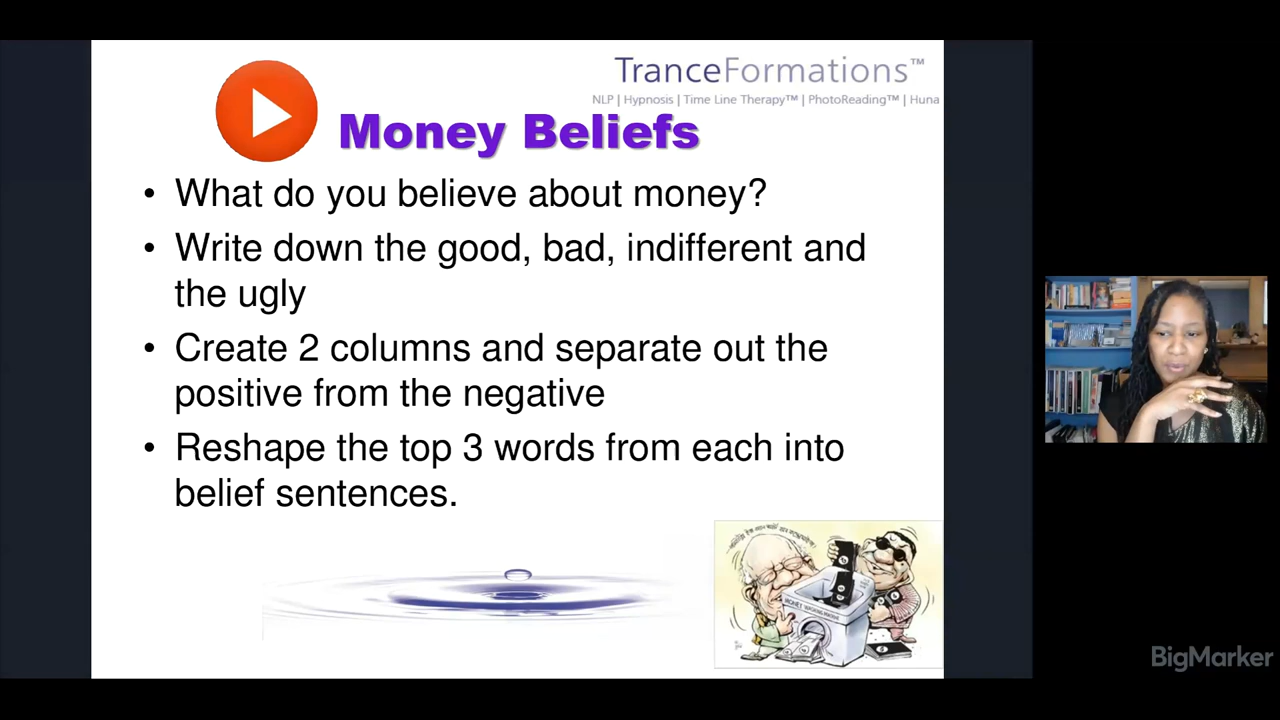 TranceFormations™
NLP | Hypnosis | Time Line Therapy™ | PhotoReading™ | Huna
Money Beliefs
• What do you believe about money?
• Write down the good, bad, indifferent and
the ugly
• Create 2 columns and separate out the
positive from the negative
• Reshape the top 3 words from each into
belief sentences.
BigMarker